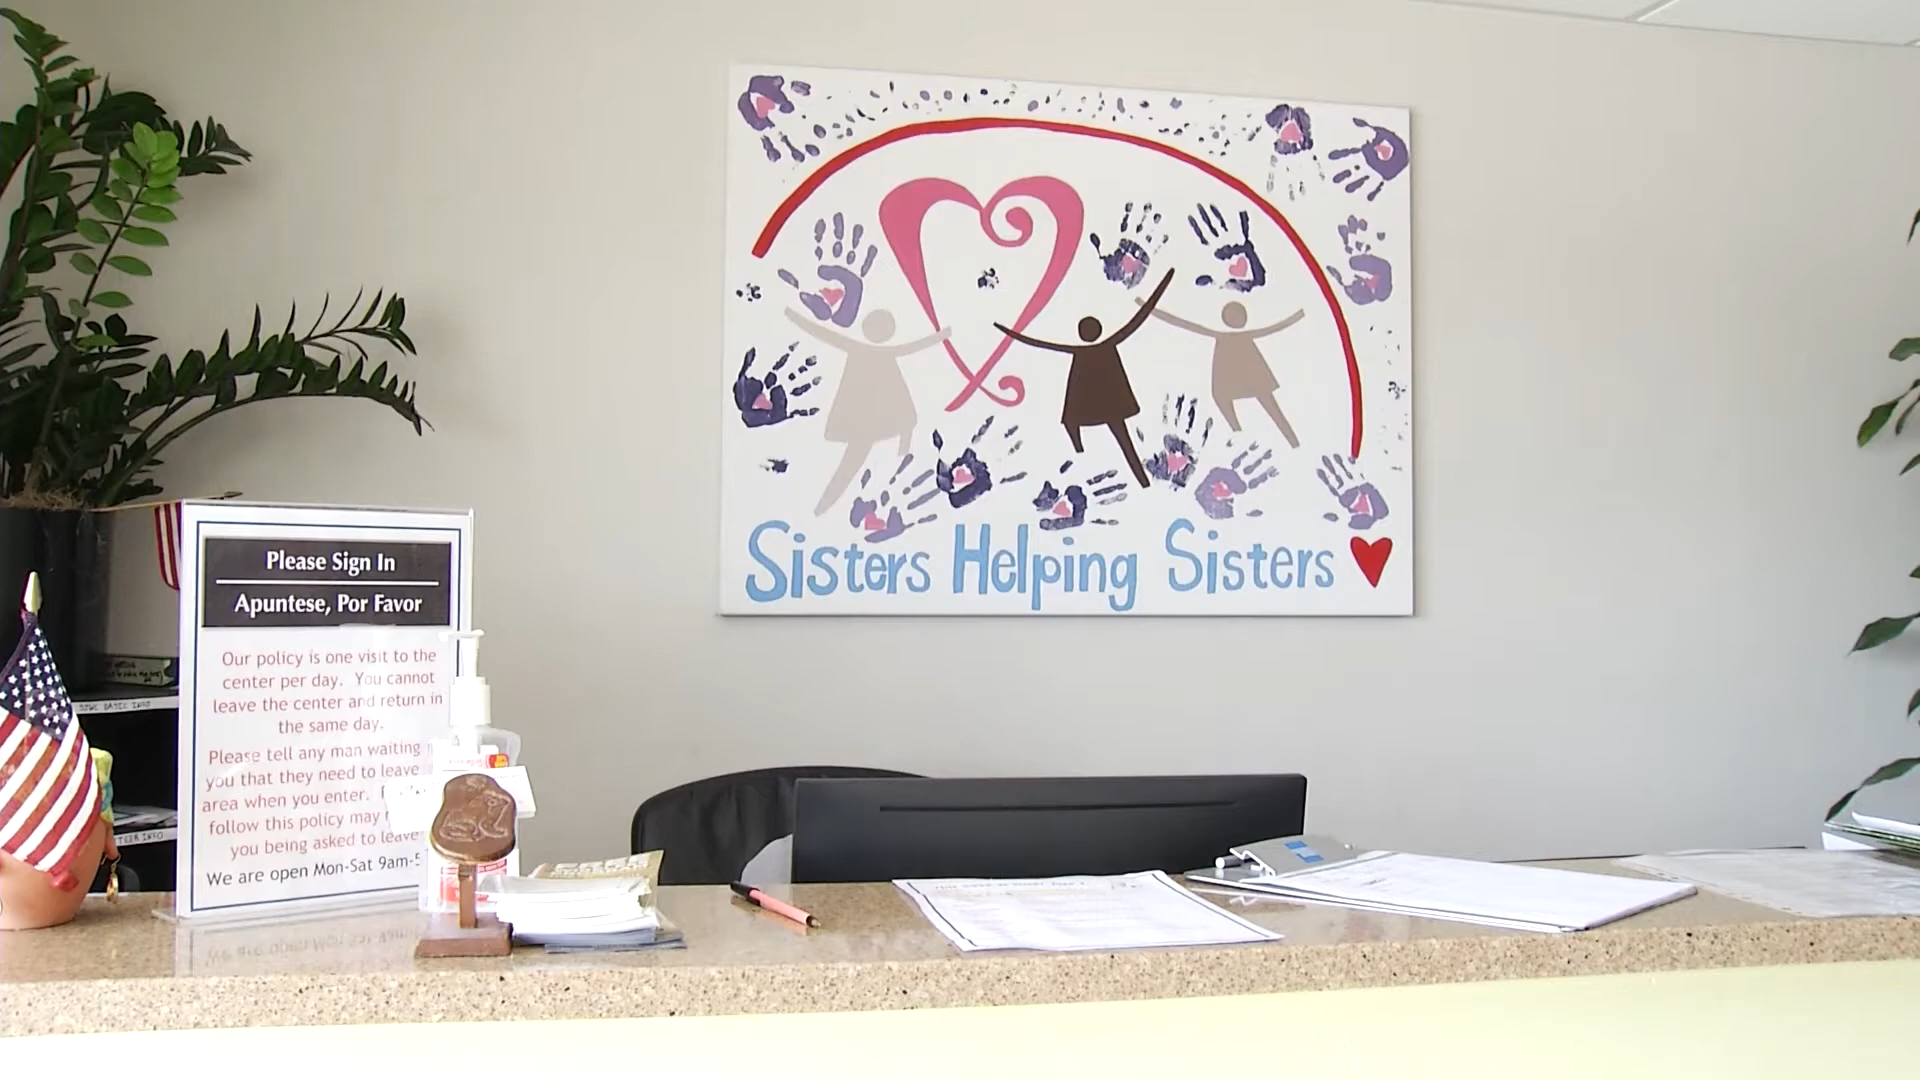 Sisters Helping Sisters
Please Sign In
Apuntese, Por Favor
Our policy is one visit to the
center per day. You cannot
leave the center and return in
the same day.
Please tell any man waiting
you that they need to leave
area when you enter.
follow this policy may
you being asked to leave
We are open Mon-Sat 9am-5
BASIC INFO
INFO